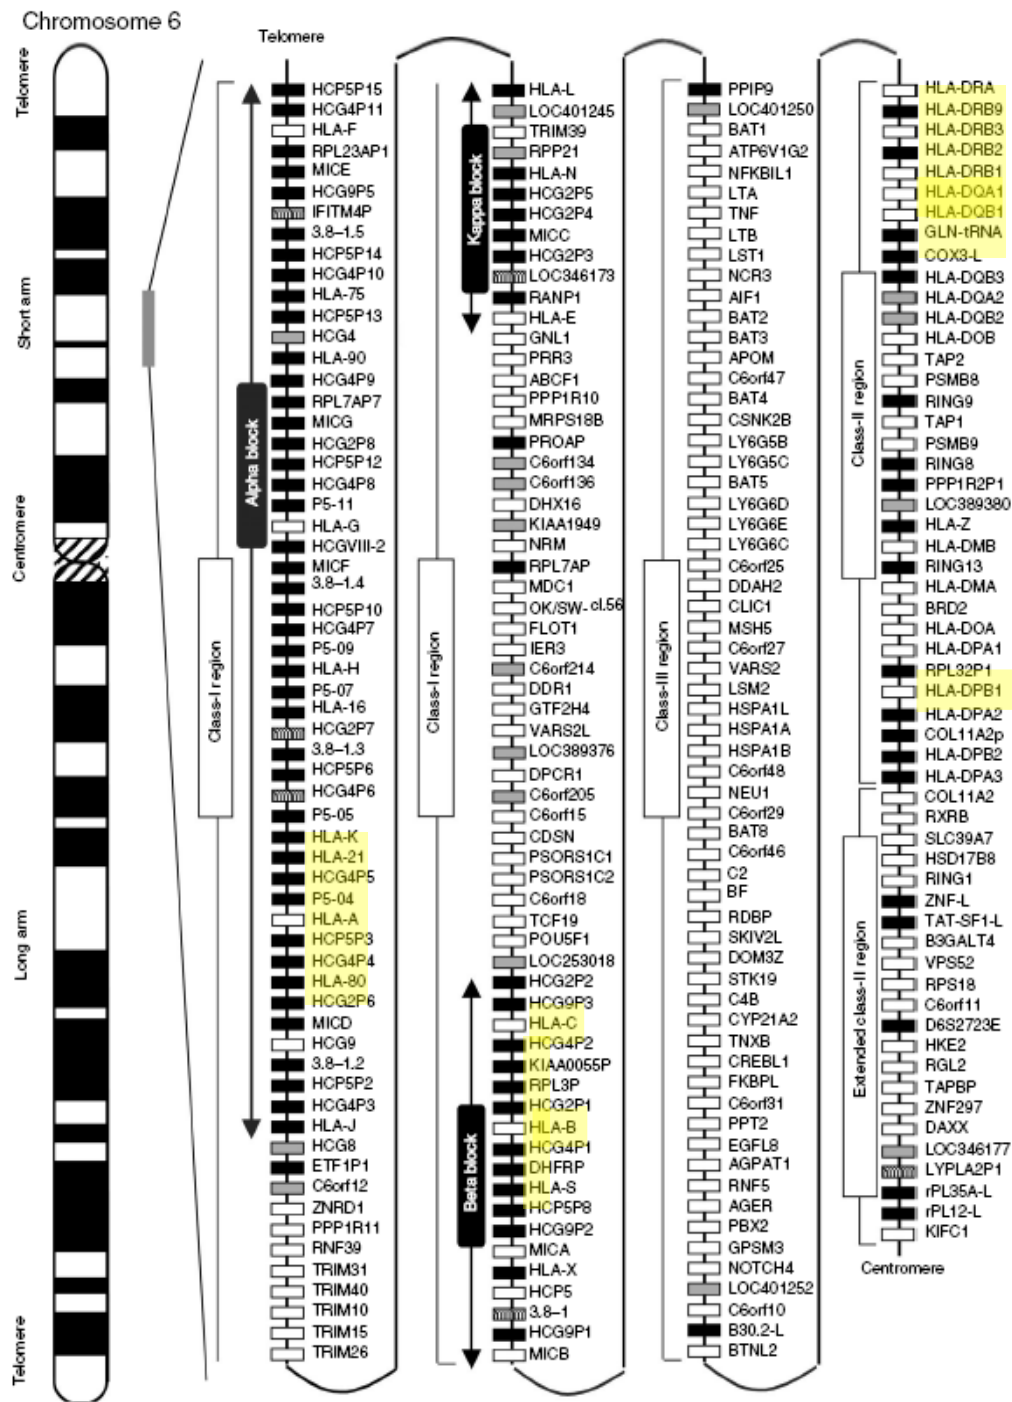 Chromosome 6
Telomere
Short arm
Centromere
Long arm
Telomere
Telomere
Alpha block
Class-I region
HCP5P15
HCG4P11
HLA-F
RPL23AP1
MICE
HCG9P5
IFITM4P
3.8–1.5
HCP5P14
HCG4P10
HLA-75
HCP5P13
HCG4
HLA-90
HCG4P9
RPL7AP7
MICG
HCG2P8
HCP5P12
HCG4P8
P5-11
HLA-G
HCGVIII-2
MICF
3.8–1.4
HCP5P10
HCG4P7
P5-09
HLA-H
P5-07
HLA-16
HCG2P7
3.8–1.3
HCP5P6
HCG4P6
P5-05
HLA-K
HLA-21
HCG4P5
P5-04
HLA-A
HCP5P3
HCG4P4
HLA-80
HCG2P6
MICD
HCG9
3.8–1.2
HCP5P2
HCG4P3
HLA-J
HCG8
ETF1P1
C6orf12
ZNRD1
PPP1R11
RNF39
TRIM31
TRIM40
TRIM10
TRIM15
TRIM26
Kappa block
Class-I region
Beta block
HLA-L
LOC401245
TRIM39
RPP21
HLA-N
HCG2P5
HCG2P4
MICC
HCG2P3
LOC346173
RANP1
HLA-E
GNL1
PRR3
ABCF1
PPP1R10
MRPS18B
PROAP
C6orf134
C6orf136
DHX16
KIAA1949
NRM
RPL7AP
MDC1
OK/SW-cl.56
FLOT1
IER3
C6orf214
DDR1
GTF2H4
VARS2L
LOC389376
DPCR1
C6orf205
C6orf15
CDSN
PSORS1C1
PSORS1C2
C6orf18
TCF19
POU5F1
LOC253018
HCG2P2
HCG9P3
HLA-C
HCG4P2
KIAA0055P
RPL3P
HCG2P1
HLA-B
HCG4P1
DHFRP
HLA-S
HCP5P8
HCG9P2
MICA
HLA-X
HCP5
3.8–1
HCG9P1
MICB
Class-III region
PPIP9
LOC401250
BAT1
ATP6V1G2
NFKBIL1
LTA
TNF
LTB
LST1
NCR3
AIF1
BAT2
BAT3
APOM
C6orf47
BAT4
CSNK2B
LY6G5B
LY6G5C
BAT5
LY6G6D
LY6G6E
LY6G6C
C6orf25
DDAH2
CLIC1
MSH5
C6orf27
VARS2
LSM2
HSPA1L
HSPA1A
HSPA1B
C6orf48
NEU1
C6orf29
BAT8
C6orf46
C2
BF
RDBP
SKIV2L
DOM3Z
STK19
C4B
CYP21A2
TNXB
CREBL1
FKBPL
C6orf31
PPT2
EGFL8
AGPAT1
RNF5
AGER
PBX2
GPSM3
NOTCH4
LOC401252
C6orf10
B30.2-L
BTNL2
Class-II region
Extended class-II region
HLA-DRA
HLA-DRB9
HLA-DRB3
HLA-DRB2
HLA-DRB1
HLA-DQA1
HLA-DQB1
GLN-tRNA
COX3-L
HLA-DQB3
HLA-DQA2
HLA-DQB2
HLA-DOB
TAP2
PSMB8
RING9
TAP1
PSMB9
RING8
PPP1R2P1
LOC389380
HLA-Z
HLA-DMB
RING13
HLA-DMA
BRD2
HLA-DOA
HLA-DPA1
RPL32P1
HLA-DPB1
HLA-DPA2
COL11A2p
HLA-DPB2
HLA-DPA3
COL11A2
RXRB
SLC39A7
HSD17B8
RING1
ZNF-L
TAT-SF1-L
B3GALT4
VPS52
RPS18
C6orf11
D6S2723E
HKE2
RGL2
TAPBP
ZNF297
DAXX
LOC346177
LYPLA2P1
rPL35A-L
rPL12-L
KIFC1
Centromere